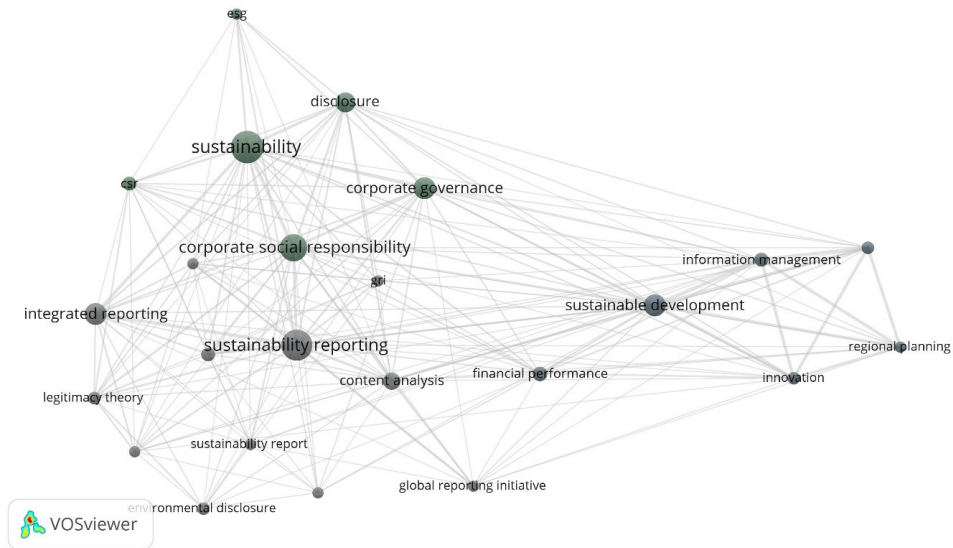 esg
disclosure
sustainability
csr
corporate governance
corporate social responsibility
information management
gri
sustainable development
integrated reporting
sustainability reporting
regional planning
financial performance
innovation
content analysis
legitimacy theory
sustainability report
global reporting initiative
environmental disclosure
VOSviewer